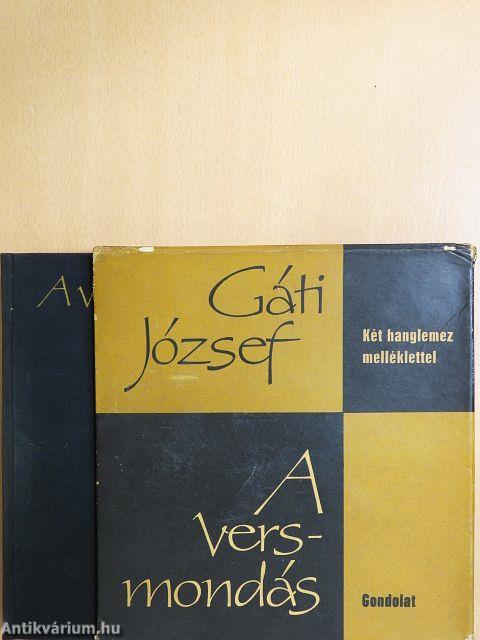 A v
Gáti
József
Két hanglemez
melléklettel
A
vers-
mondás
Gondolat
Antikvárium.hu